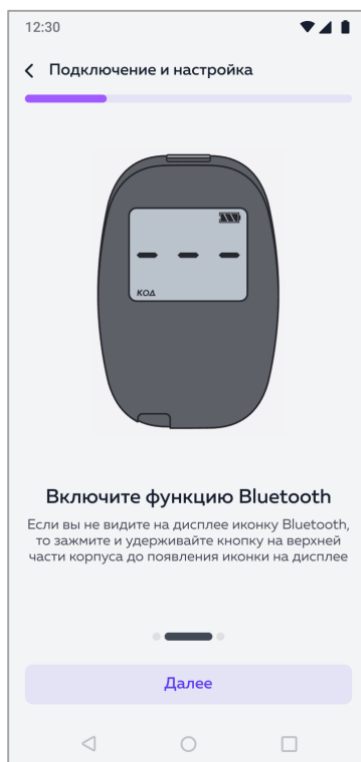 12:30
Подключение и настройка
КОД
Включите функцию Bluetooth
Если вы не видите на дисплее иконку Bluetooth,
то зажмите и удерживайте кнопку на верхней
части корпуса до появления иконки на дисплее
Далее